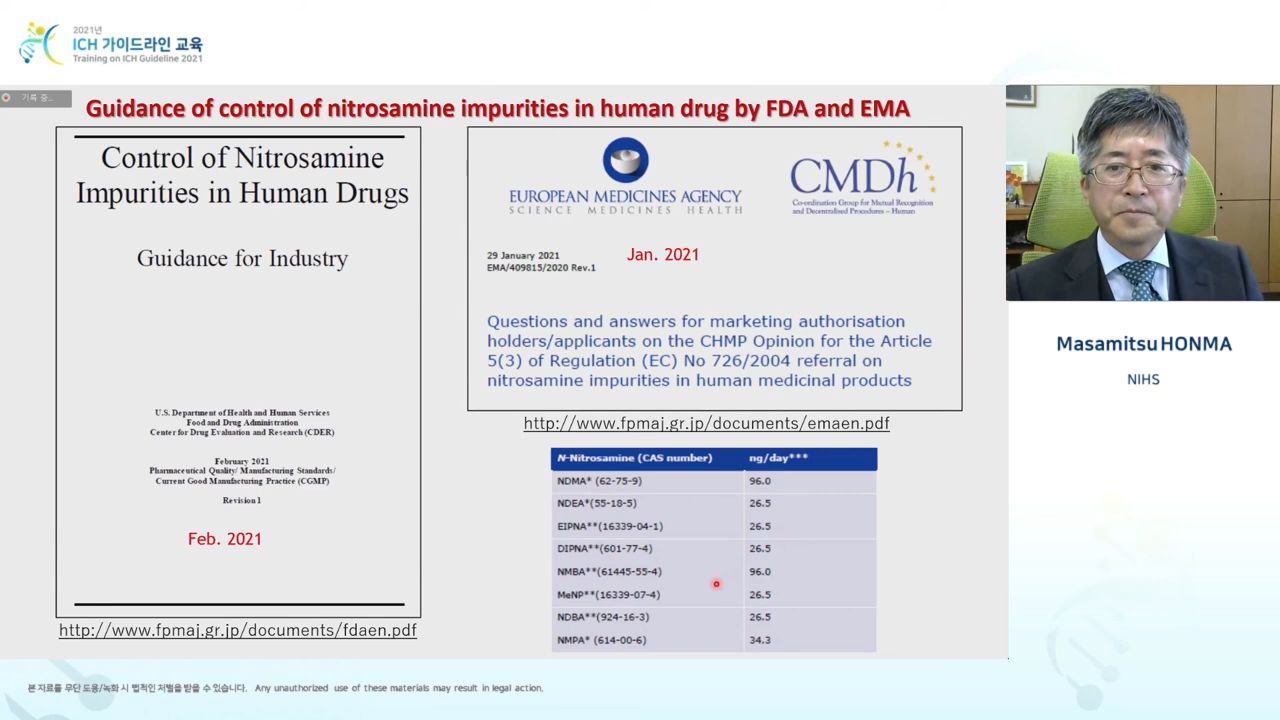 2021년
ICH 가이드라인 교육
Training on ICH Guideline 2021
기록 중...
Guidance of control of nitrosamine impurities in human drug by FDA and EMA
Control of Nitrosamine
Impurities in Human Drugs
Guidance for Industry
U.S. Department of Health and Human Services
Food and Drug Administration
Center for Drug Evaluation and Research (CDER)
February 2021
Pharmaceutical Quality/ Manufacturing Standards/
Current Good Manufacturing Practice (CGMP)
Revision 1
Feb. 2021
http://www.fpmaj.gr.jp/documents/fdaen.pdf
EUROPEAN MEDICINES AGENCY
SCIENCE MEDICINES HEALTH
CMDh
Co-ordination Group for Mutual Recognition
and Decentralised Procedures – Human
29 January 2021
EMA/409815/2020 Rev.1
Jan. 2021
Questions and answers for marketing authorisation
holders/applicants on the CHMP Opinion for the Article
5(3) of Regulation (EC) No 726/2004 referral on
nitrosamine impurities in human medicinal products
http://www.fpmaj.gr.jp/documents/emaen.pdf
N-Nitrosamine (CAS number) ng/day***
NDMA* (62-75-9) 96.0
NDEA*(55-18-5) 26.5
EIPNA**(16339-04-1) 26.5
DIPNA**(601-77-4) 26.5
NMBA**(61445-55-4) 96.0
MeNP**(16339-07-4) 26.5
NDBA**(924-16-3) 26.5
NMPA* (614-00-6) 34.3
Masamitsu HONMA
NIHS
본 자료를 무단 도용/녹화 시 법적인 처벌을 받을 수 있습니다. Any unauthorized use of these materials may result in legal action.